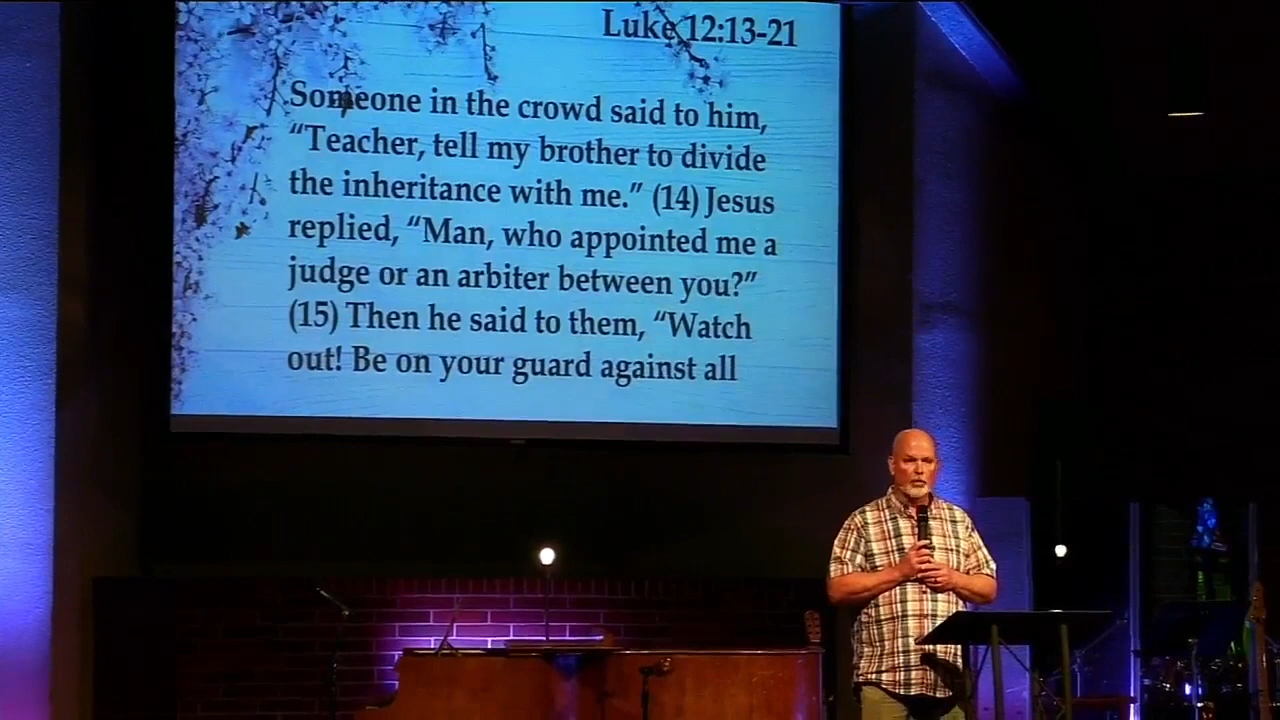 Luke 12:13-21
Someone in the crowd said to him,
“Teacher, tell my brother to divide
the inheritance with me.” (14) Jesus
replied, “Man, who appointed me a
judge or an arbiter between you?”
(15) Then he said to them, “Watch
out! Be on your guard against all